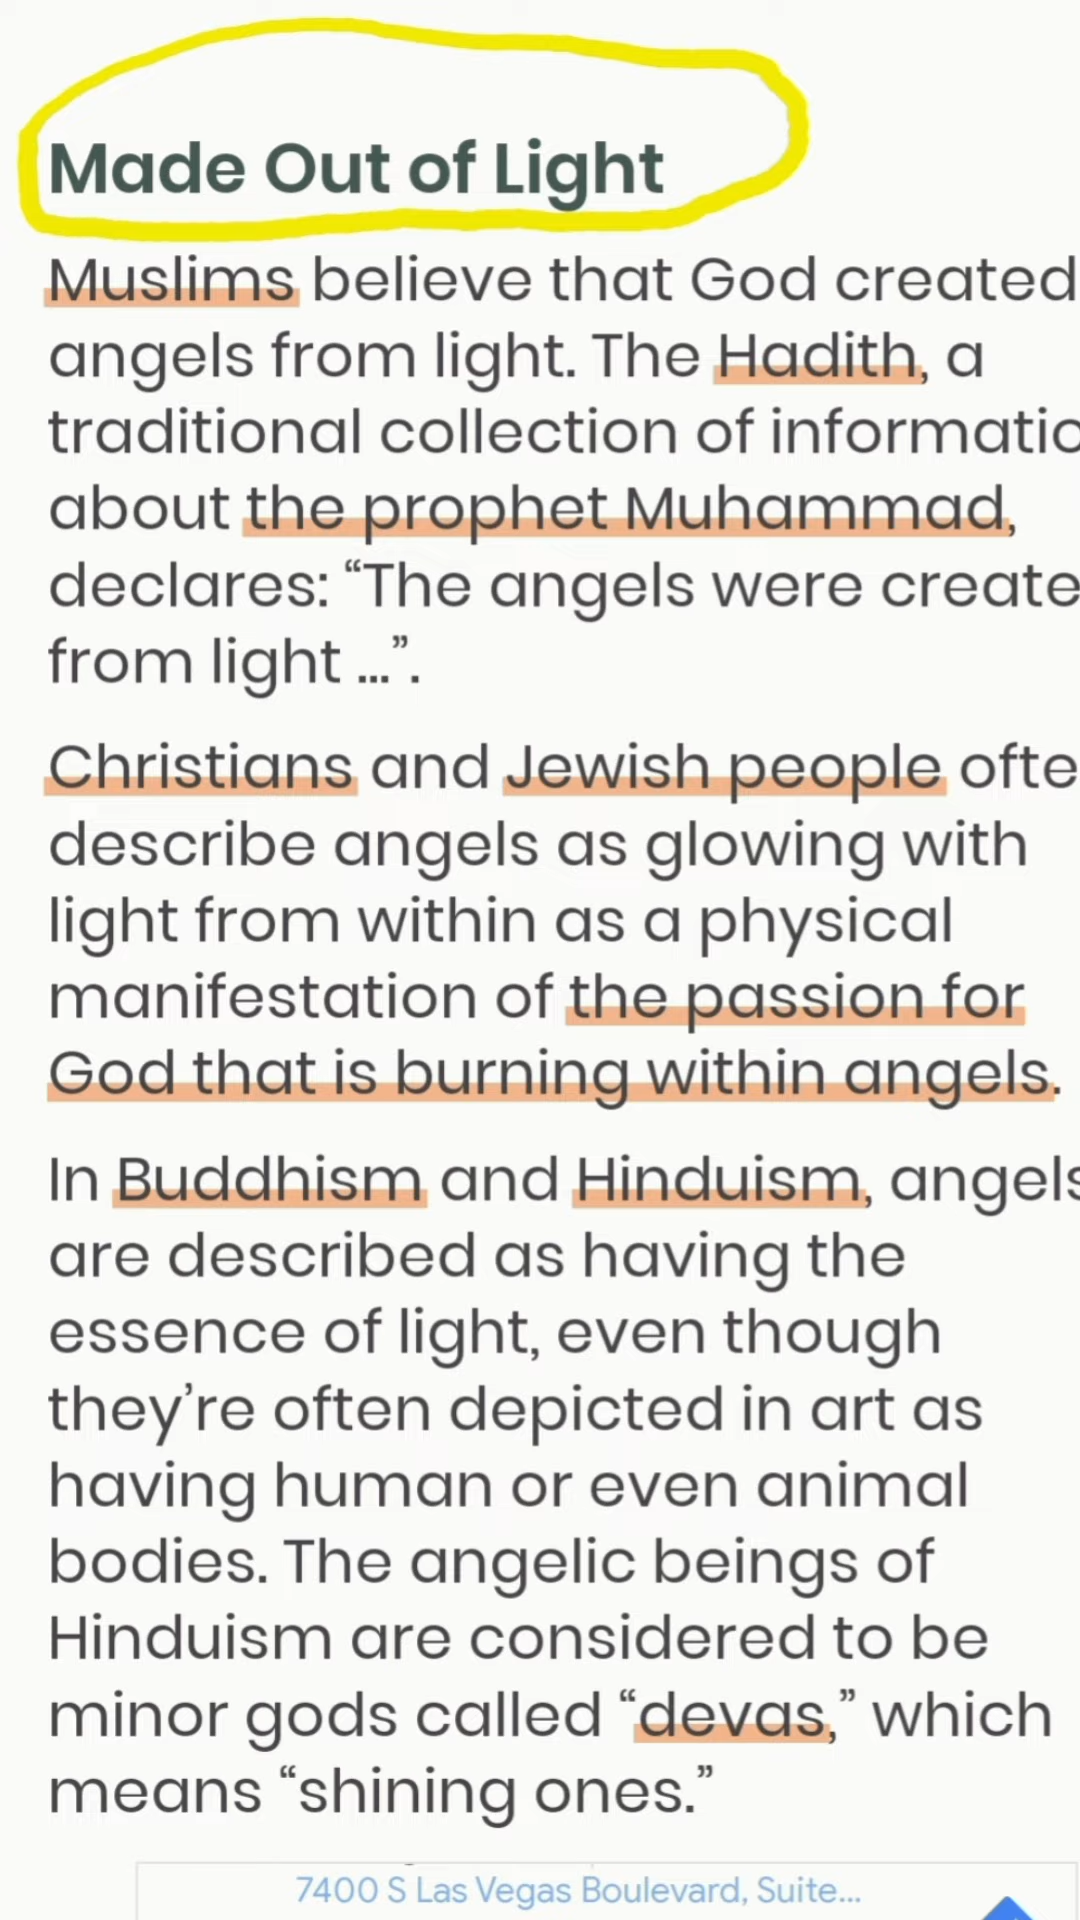 Made Out of Light
Muslims believe that God created
angels from light. The Hadith, a
traditional collection of informatio
about the prophet Muhammad,
declares: “The angels were create
from light ...”.
Christians and Jewish people ofte
describe angels as glowing with
light from within as a physical
manifestation of the passion for
God that is burning within angels.
In Buddhism and Hinduism, angels
are described as having the
essence of light, even though
they’re often depicted in art as
having human or even animal
bodies. The angelic beings of
Hinduism are considered to be
minor gods called “devas,” which
means “shining ones.”
7400 S Las Vegas Boulevard, Suite...